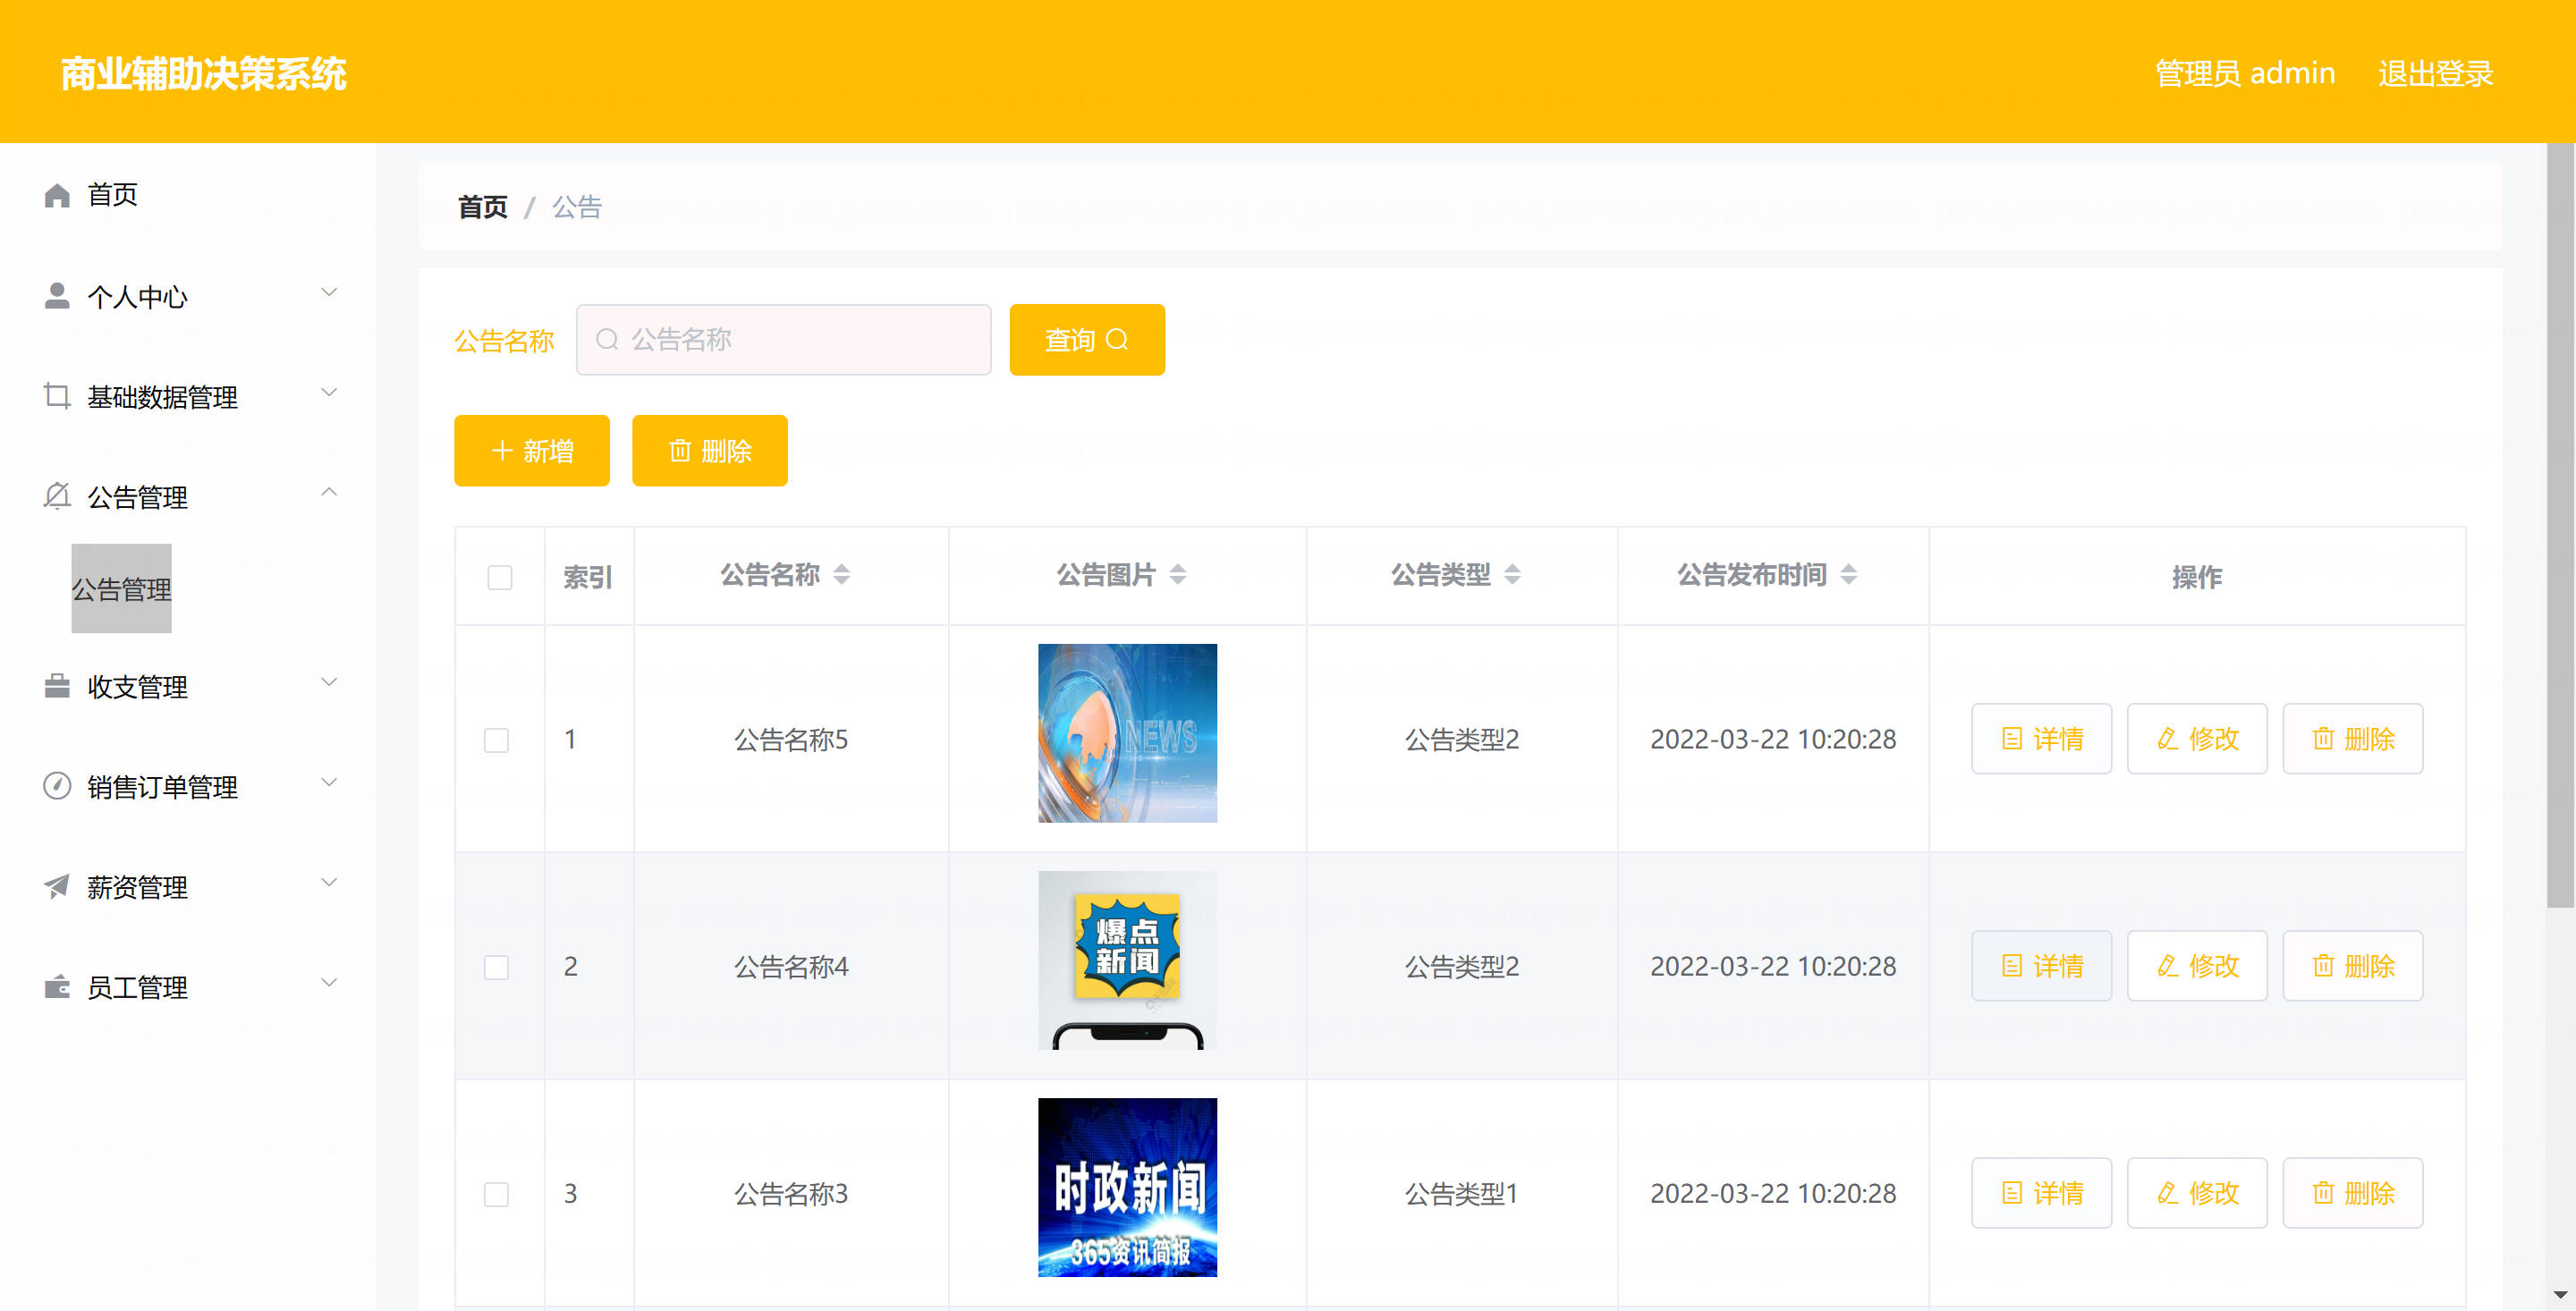 商业辅助决策系统
管理员 admin 退出登录
首页
个人中心
基础数据管理
公告管理
公告管理
收支管理
销售订单管理
薪资管理
员工管理
首页 / 公告
公告名称 公告名称 查询
新增 删除
索引 公告名称 公告图片 公告类型 公告发布时间 操作
1 公告名称5 NEWS 公告类型2 2022-03-22 10:20:28 详情 修改 删除
2 公告名称4 爆点 新闻 公告类型2 2022-03-22 10:20:28 详情 修改 删除
3 公告名称3 时政新闻 365资讯简报 公告类型1 2022-03-22 10:20:28 详情 修改 删除